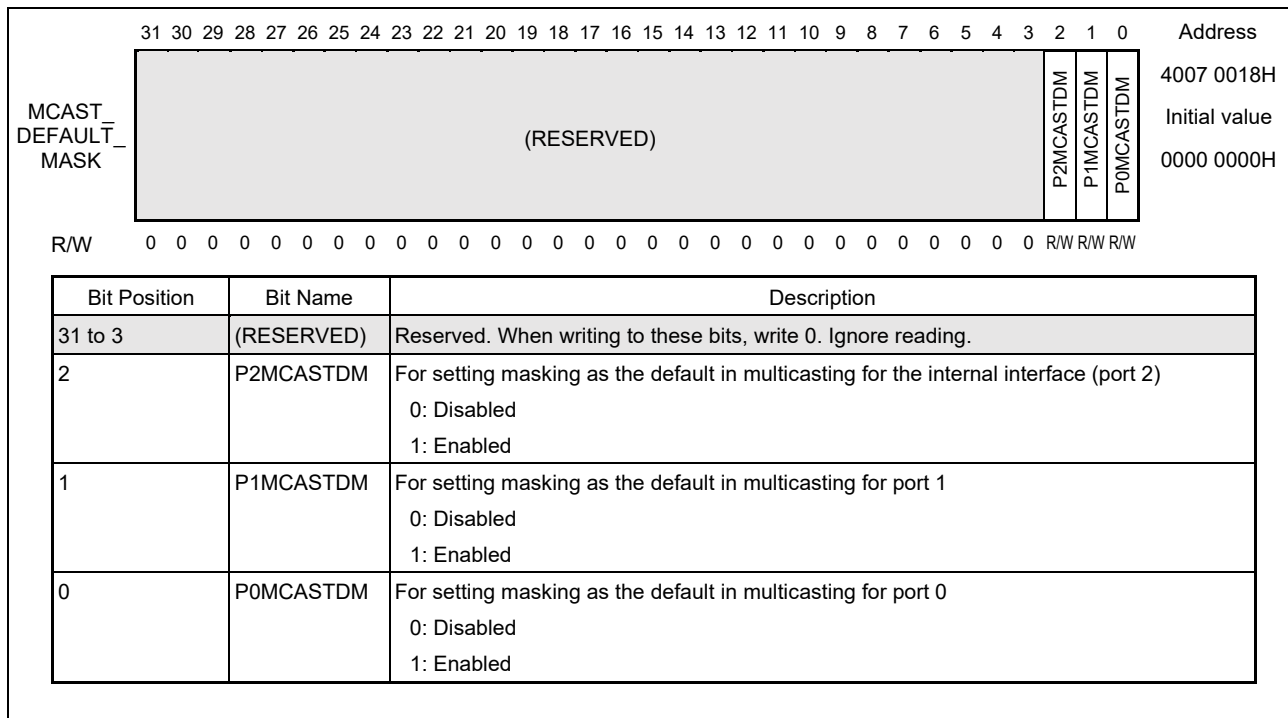 31 30 29 28 27 26 25 24 23 22 21 20 19 18 17 16 15 14 13 12 11 10 9 8 7 6 5 4 3 2 1 0 Address
MCAST_
DEFAULT_
MASK
(RESERVED)
P2MCASTDM
P1MCASTDM
P0MCASTDM
4007 0018H
Initial value
0000 0000H
R/W 0 0 0 0 0 0 0 0 0 0 0 0 0 0 0 0 0 0 0 0 0 0 0 0 0 0 0 0 0 R/W R/W R/W
Bit Position Bit Name Description
31 to 3 (RESERVED) Reserved. When writing to these bits, write 0. Ignore reading.
2 P2MCASTDM For setting masking as the default in multicasting for the internal interface (port 2)
0: Disabled
1: Enabled
1 P1MCASTDM For setting masking as the default in multicasting for port 1
0: Disabled
1: Enabled
0 P0MCASTDM For setting masking as the default in multicasting for port 0
0: Disabled
1: Enabled